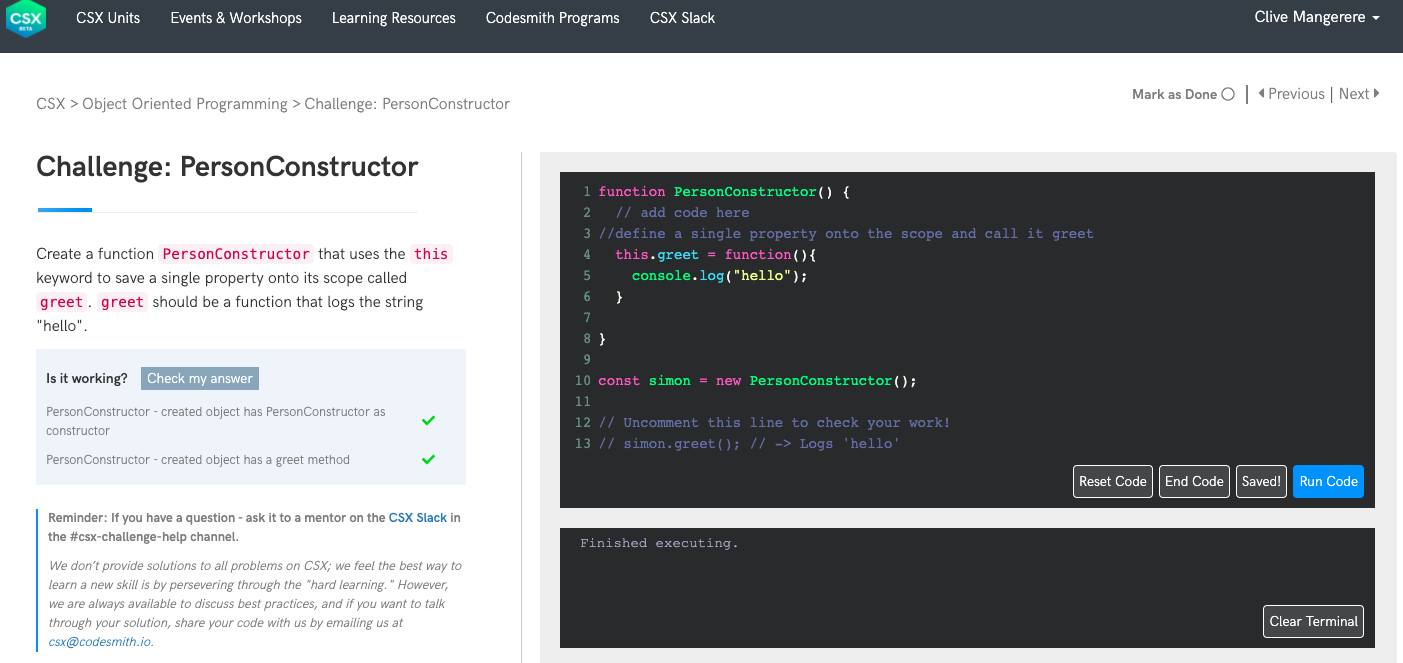 CSX
BETA
CSX Units
Events & Workshops
Learning Resources
Codesmith Programs
CSX Slack
Clive Mangerere
CSX > Object Oriented Programming > Challenge: PersonConstructor
Mark as Done
Previous | Next
Challenge: PersonConstructor
Create a function PersonConstructor that uses the this
keyword to save a single property onto its scope called
greet. greet should be a function that logs the string
"hello".
Is it working? Check my answer
PersonConstructor - created object has PersonConstructor as
constructor
PersonConstructor - created object has a greet method
Reminder: If you have a question - ask it to a mentor on the CSX Slack in
the #csx-challenge-help channel.
We don't provide solutions to all problems on CSX; we feel the best way to
learn a new skill is by persevering through the "hard learning." However,
we are always available to discuss best practices, and if you want to talk
through your solution, share your code with us by emailing us at
csx@codesmith.io.
1 function PersonConstructor() {
2   // add code here
3 //define a single property onto the scope and call it greet
4   this.greet = function(){
5     console.log("hello");
6   }
7
8 }
9
10 const simon = new PersonConstructor();
11
12 // Uncomment this line to check your work!
13 // simon.greet(); // -> Logs 'hello'
Reset Code
End Code
Saved!
Run Code
Finished executing.
Clear Terminal